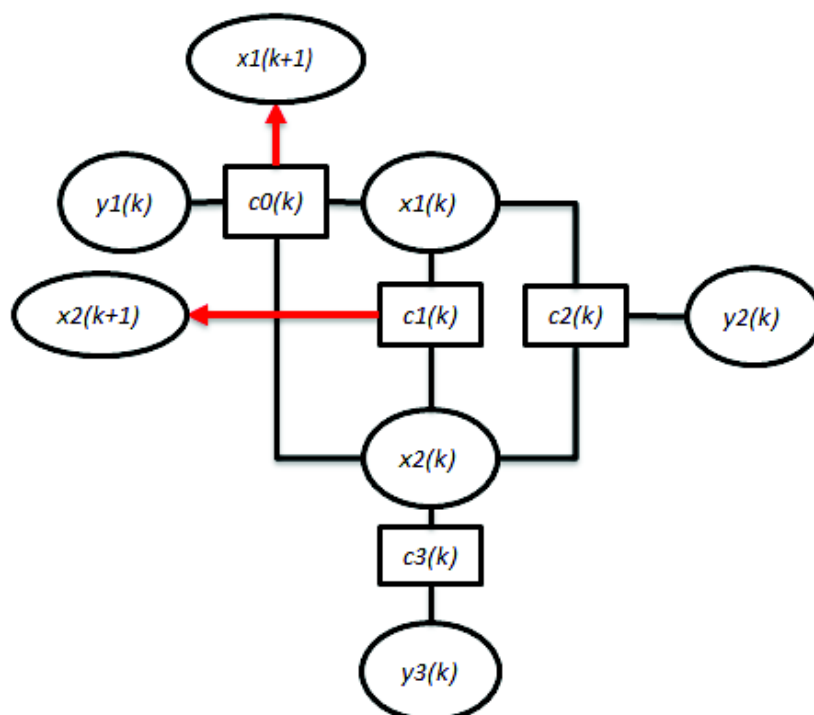 x1(k+1)
y1(k)
c0(k)
x1(k)
x2(k+1)
c1(k)
c2(k)
y2(k)
x2(k)
c3(k)
y3(k)